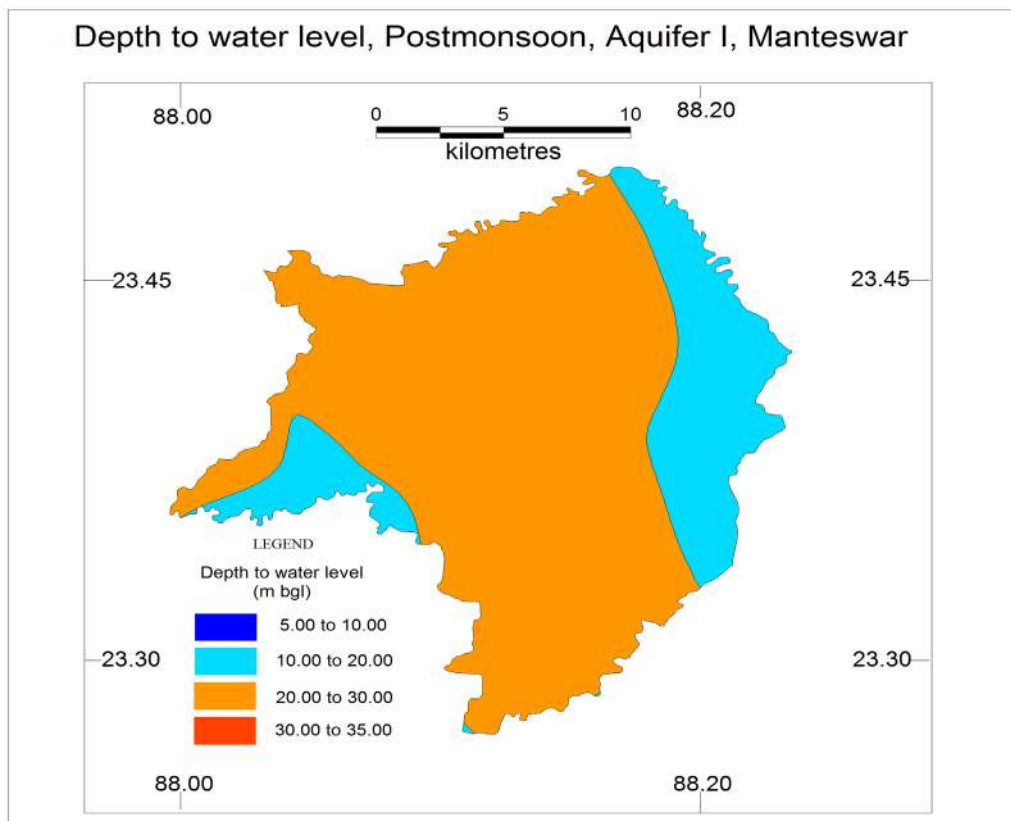 Depth to water level, Postmonsoon, Aquifer I, Manteswar
0 5 10
88.00 88.20
kilometres
23.45 23.45
LEGEND
Depth to water level
(m bgl)
5.00 to 10.00
10.00 to 20.00
23.30 23.30
20.00 to 30.00
30.00 to 35.00
88.00 88.20